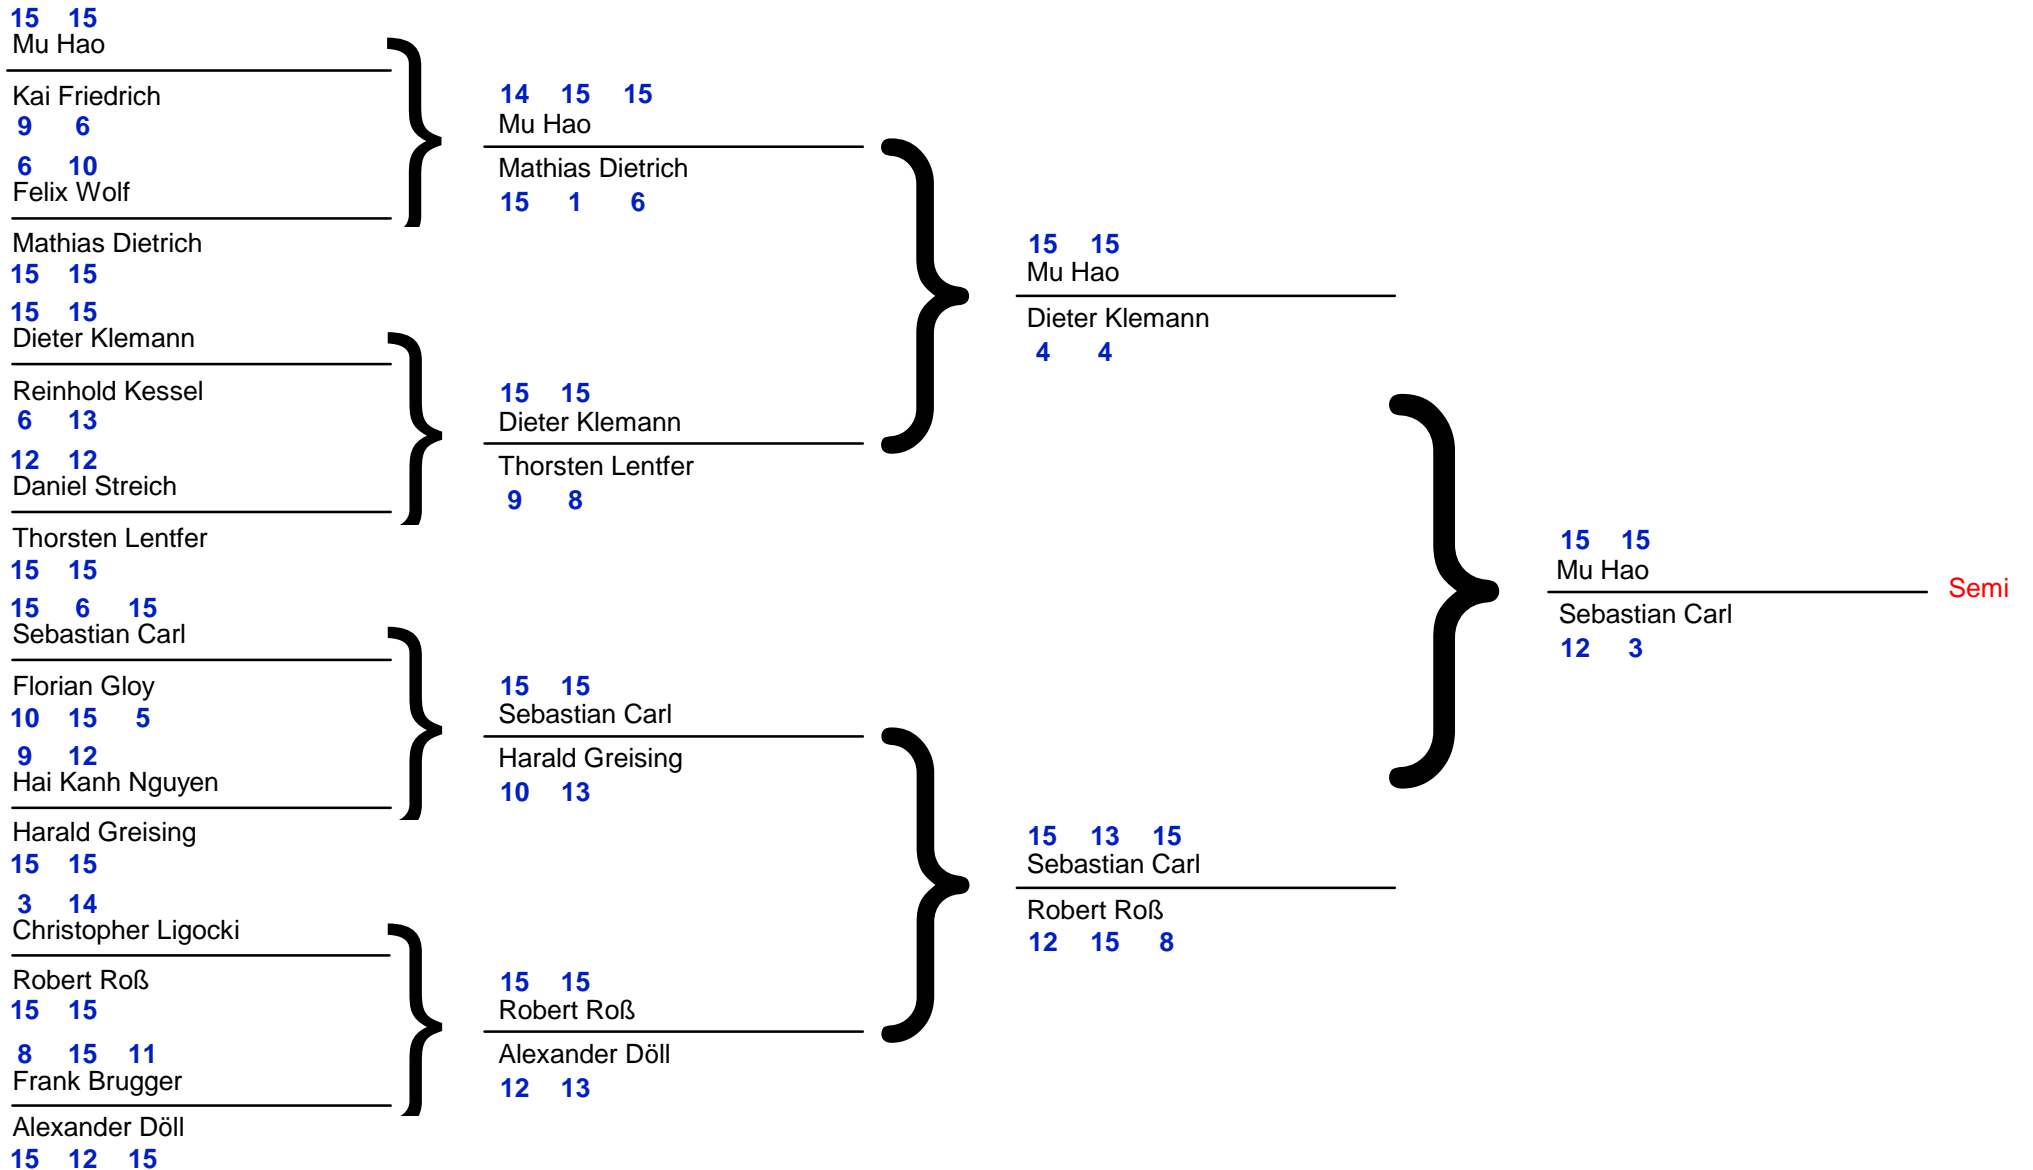 15 15
Mu Hao
Kai Friedrich
9 6
6 10
Felix Wolf
Mathias Dietrich
15 15
15 15
Dieter Klemann
Reinhold Kessel
6 13
12 12
Daniel Streich
Thorsten Lentfer
15 15
15 6 15
Sebastian Carl
Florian Gloy
10 15 5
9 12
Hai Kanh Nguyen
Harald Greising
15 15
3 14
Christopher Ligocki
Robert Roß
15 15
8 15 11
Frank Brugger
Alexander Döll
15 12 15
14 15 15
Mu Hao
Mathias Dietrich
15 1 6
15 15
Dieter Klemann
Thorsten Lentfer
9 8
15 15
Sebastian Carl
Harald Greising
10 13
15 15
Robert Roß
Alexander Döll
12 13
15 15
Mu Hao
Dieter Klemann
4 4
15 13 15
Sebastian Carl
Robert Roß
12 15 8
15 15
Mu Hao
Sebastian Carl
12 3
Semi